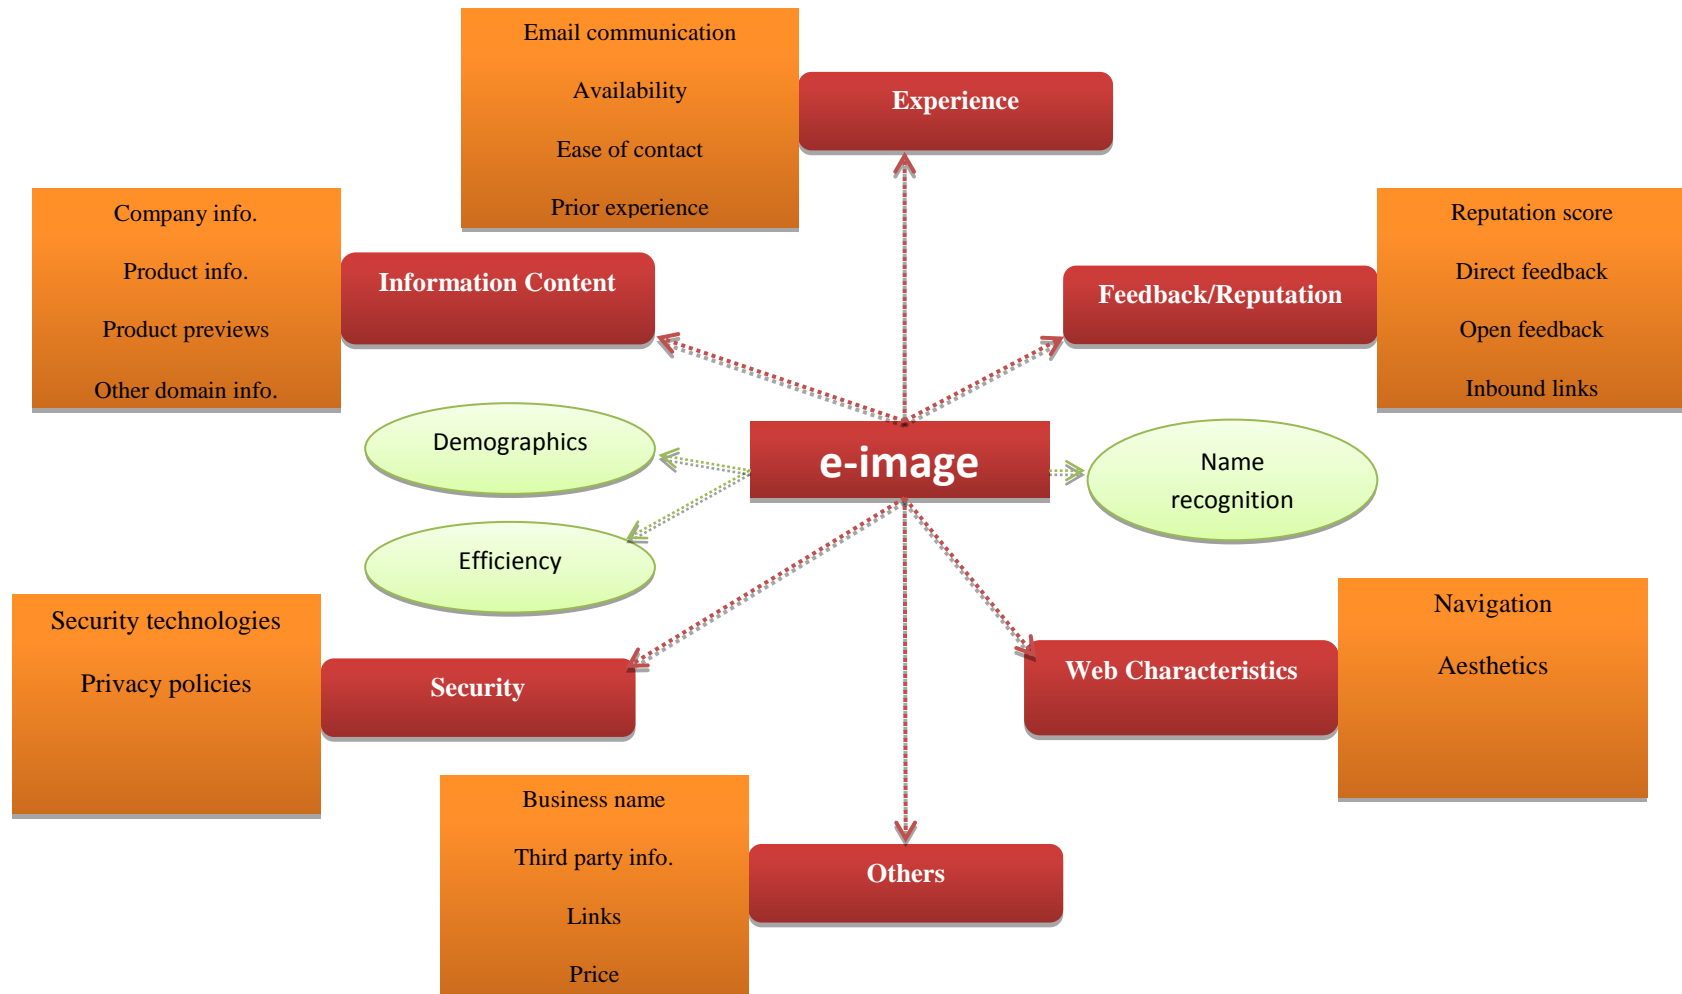 Email communication
Availability
Ease of contact
Prior experience
Experience
Company info.
Product info.
Product previews
Other domain info.
Information Content
Feedback/Reputation
Reputation score
Direct feedback
Open feedback
Inbound links
Demographics
e-image
Name
recognition
Efficiency
Security technologies
Privacy policies
Security
Web Characteristics
Navigation
Aesthetics
Business name
Third party info.
Links
Price
Others